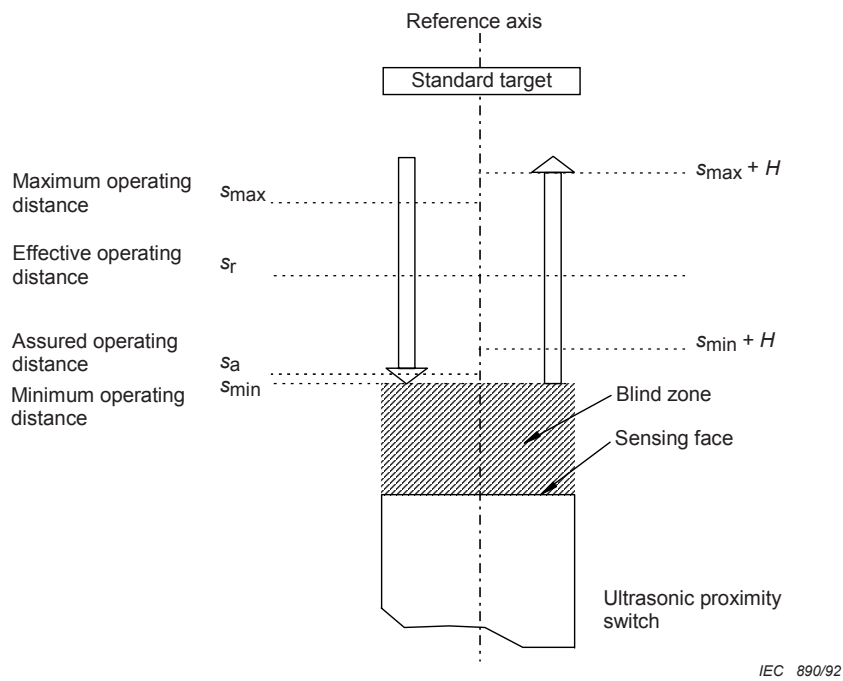 Reference axis
Standard target
Maximum operating
distance
smax
smax + H
Effective operating
distance
sr
Assured operating
distance
sa
smin + H
smin
Minimum operating
distance
Blind zone
Sensing face
Ultrasonic proximity
switch
IEC 890/92